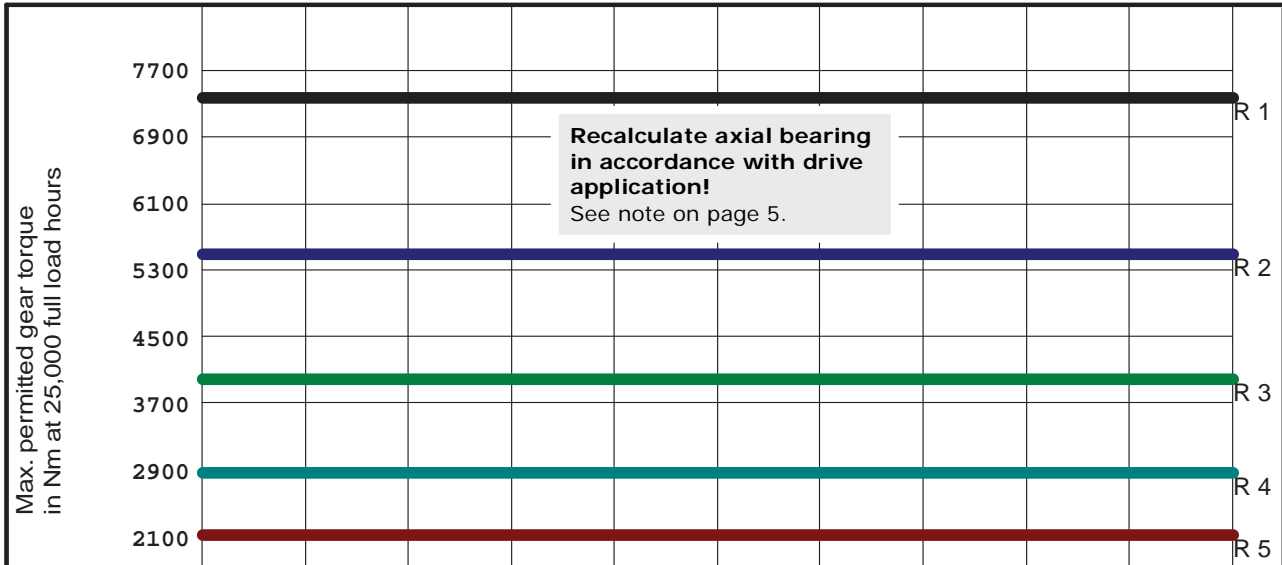 Max. permitted gear torque
in Nm at 25,000 full load hours
7700
R 1
Recalculate axial bearing
in accordance with drive
application!
See note on page 5.
6900
6100
R 2
5300
4500
R 3
3700
2900
R 4
2100
R 5